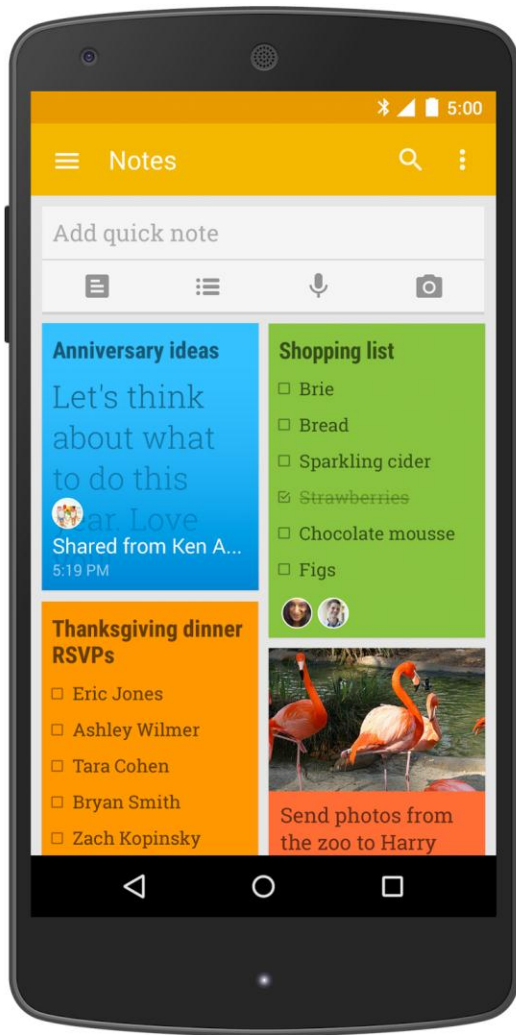 5:00
Notes
Add quick note
Anniversary ideas
Let's think
about what
to do this
year. Love
Shared from Ken A...
5:19 PM
Shopping list
Brie
Bread
Sparkling cider
Strawberries
Chocolate mousse
Figs
Thanksgiving dinner
RSVPs
Eric Jones
Ashley Wilmer
Tara Cohen
Bryan Smith
Zach Kopinsky
Send photos from
the zoo to Harry